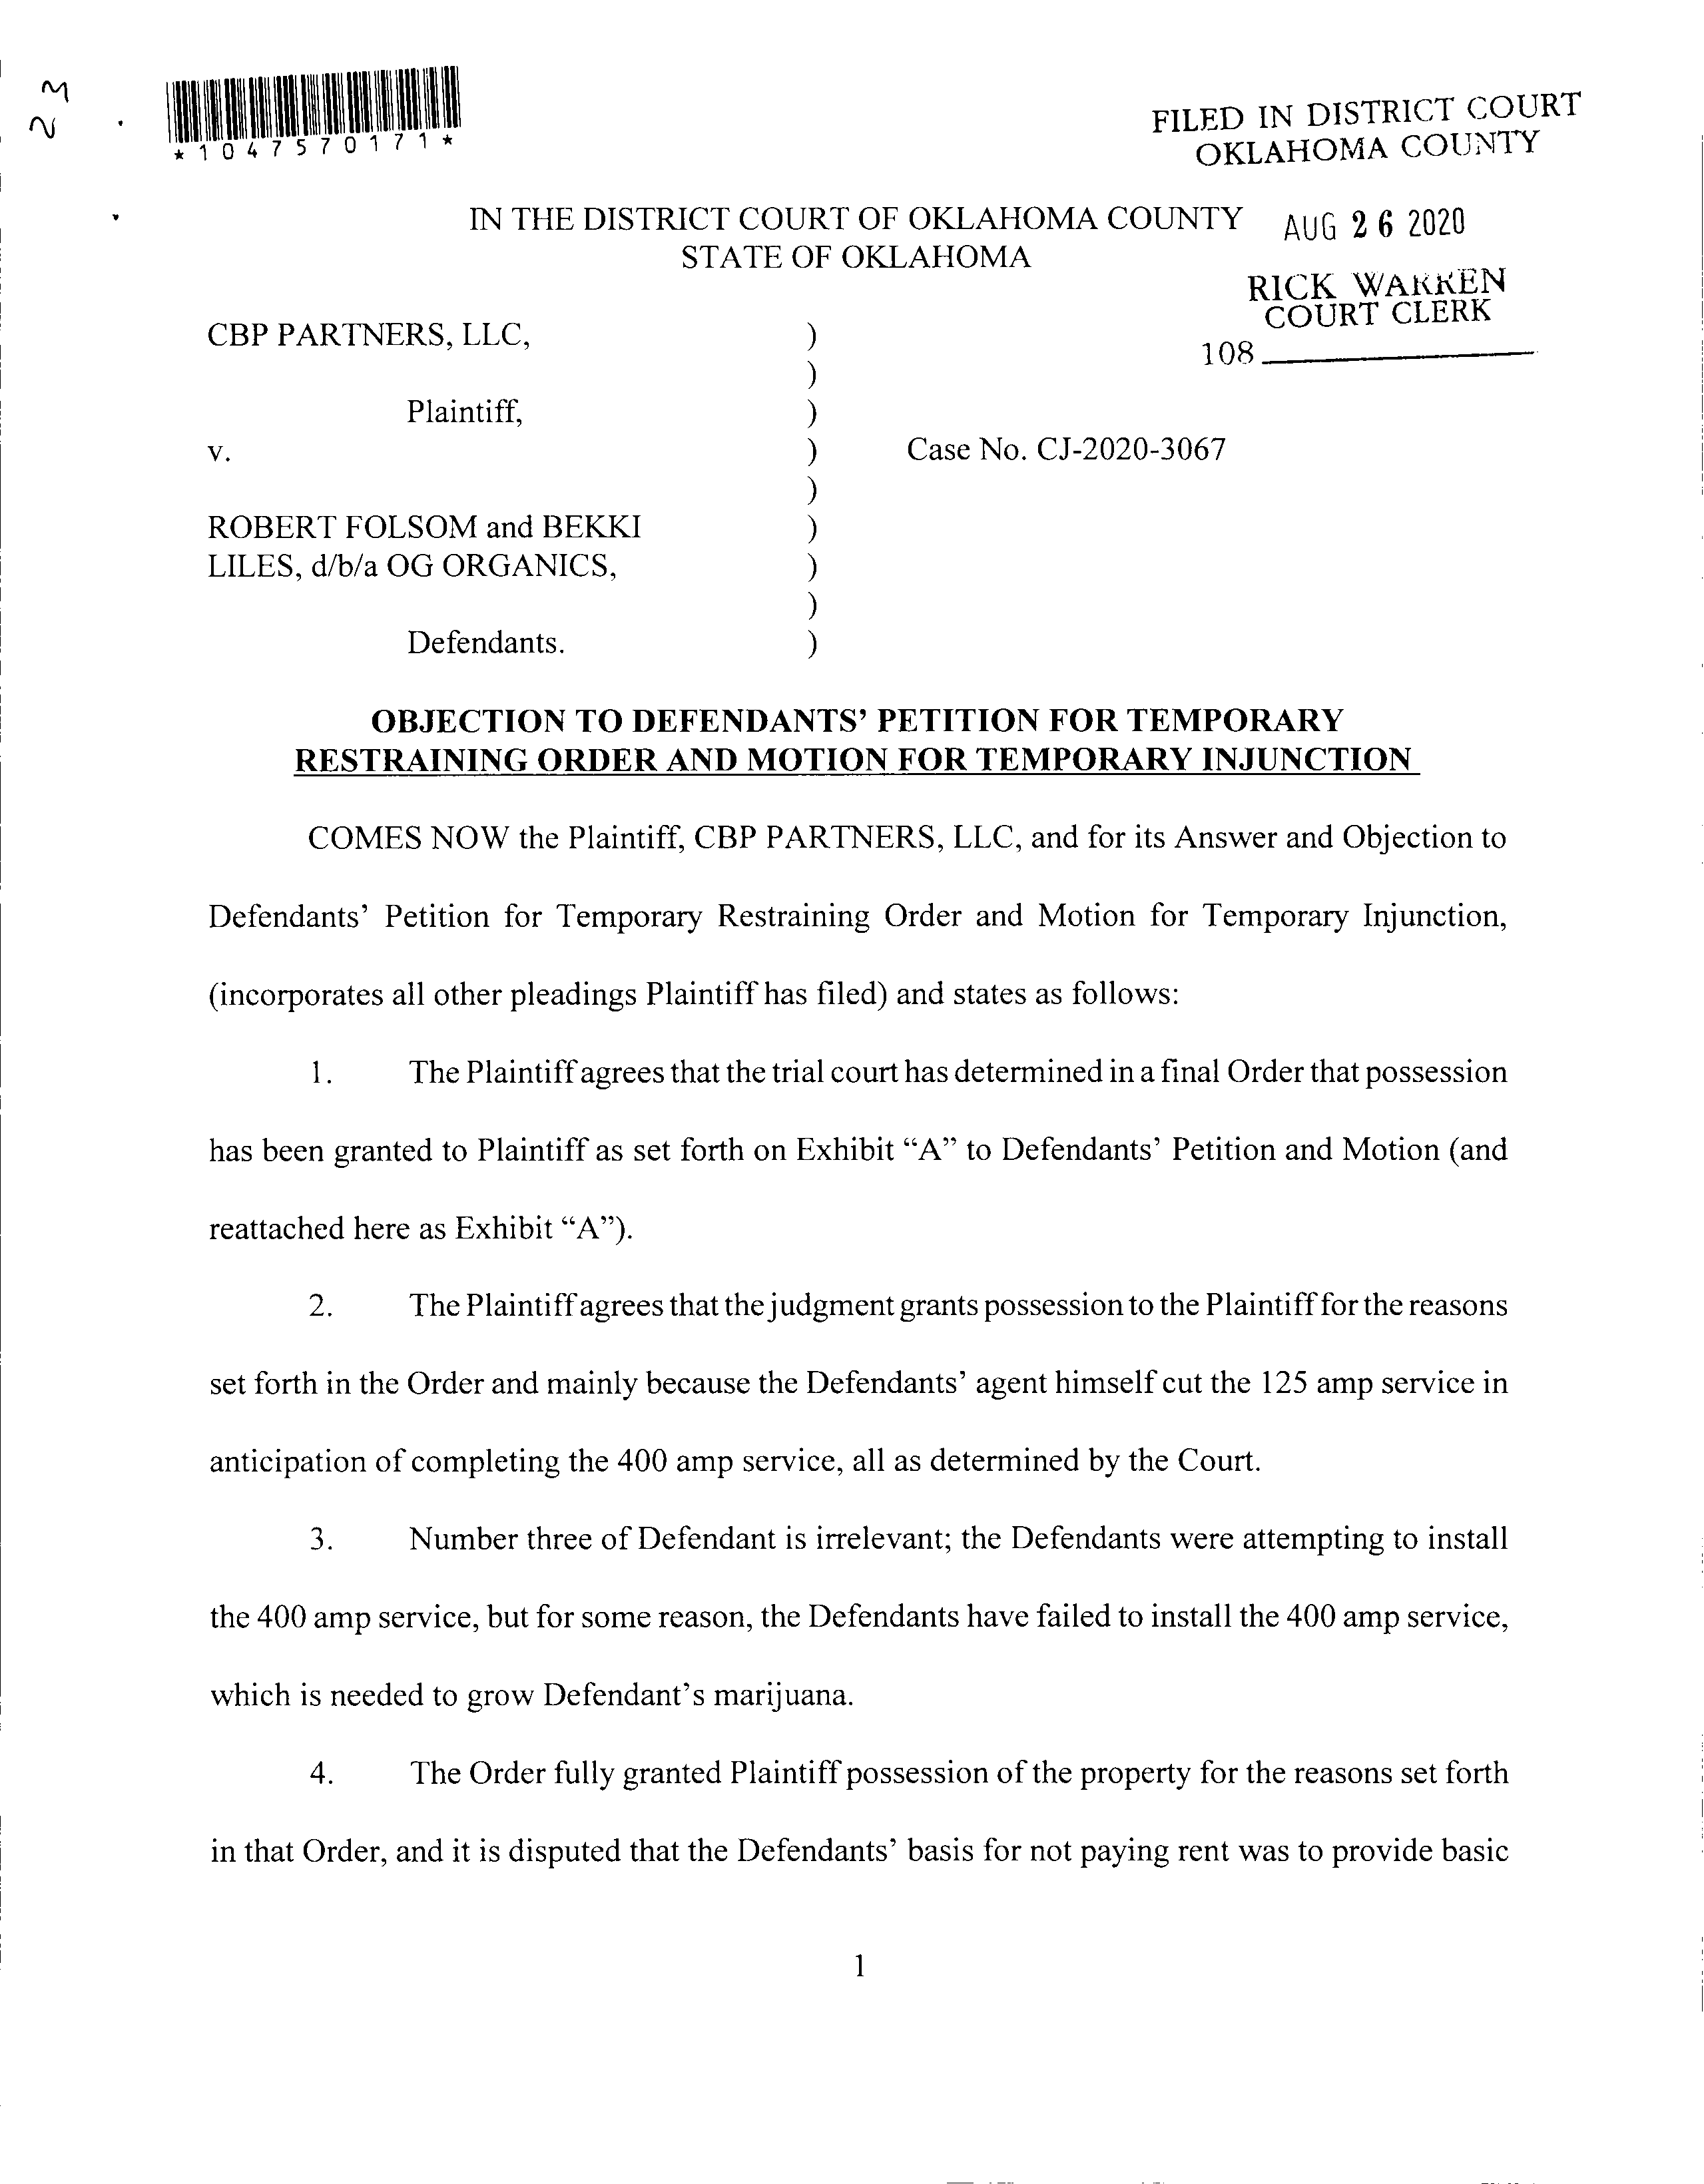 23
*1047570171*
FILED IN DISTRICT COURT
OKLAHOMA COUNTY
IN THE DISTRICT COURT OF OKLAHOMA COUNTY
STATE OF OKLAHOMA
AUG 26 2020
RICK WARREN
COURT CLERK
108
CBP PARTNERS, LLC, )
)
Plaintiff, )
v. ) Case No. CJ-2020-3067
)
ROBERT FOLSOM and BEKKI )
LILES, d/b/a OG ORGANICS, )
)
Defendants. )
OBJECTION TO DEFENDANTS’ PETITION FOR TEMPORARY
RESTRAINING ORDER AND MOTION FOR TEMPORARY INJUNCTION
COMES NOW the Plaintiff, CBP PARTNERS, LLC, and for its Answer and Objection to
Defendants’ Petition for Temporary Restraining Order and Motion for Temporary Injunction,
(incorporates all other pleadings Plaintiff has filed) and states as follows:
1. The Plaintiff agrees that the trial court has determined in a final Order that possession
has been granted to Plaintiff as set forth on Exhibit “A” to Defendants’ Petition and Motion (and
reattached here as Exhibit “A”).
2. The Plaintiff agrees that the judgment grants possession to the Plaintiff for the reasons
set forth in the Order and mainly because the Defendants’ agent himself cut the 125 amp service in
anticipation of completing the 400 amp service, all as determined by the Court.
3. Number three of Defendant is irrelevant; the Defendants were attempting to install
the 400 amp service, but for some reason, the Defendants have failed to install the 400 amp service,
which is needed to grow Defendant’s marijuana.
4. The Order fully granted Plaintiff possession of the property for the reasons set forth
in that Order, and it is disputed that the Defendants’ basis for not paying rent was to provide basic
1